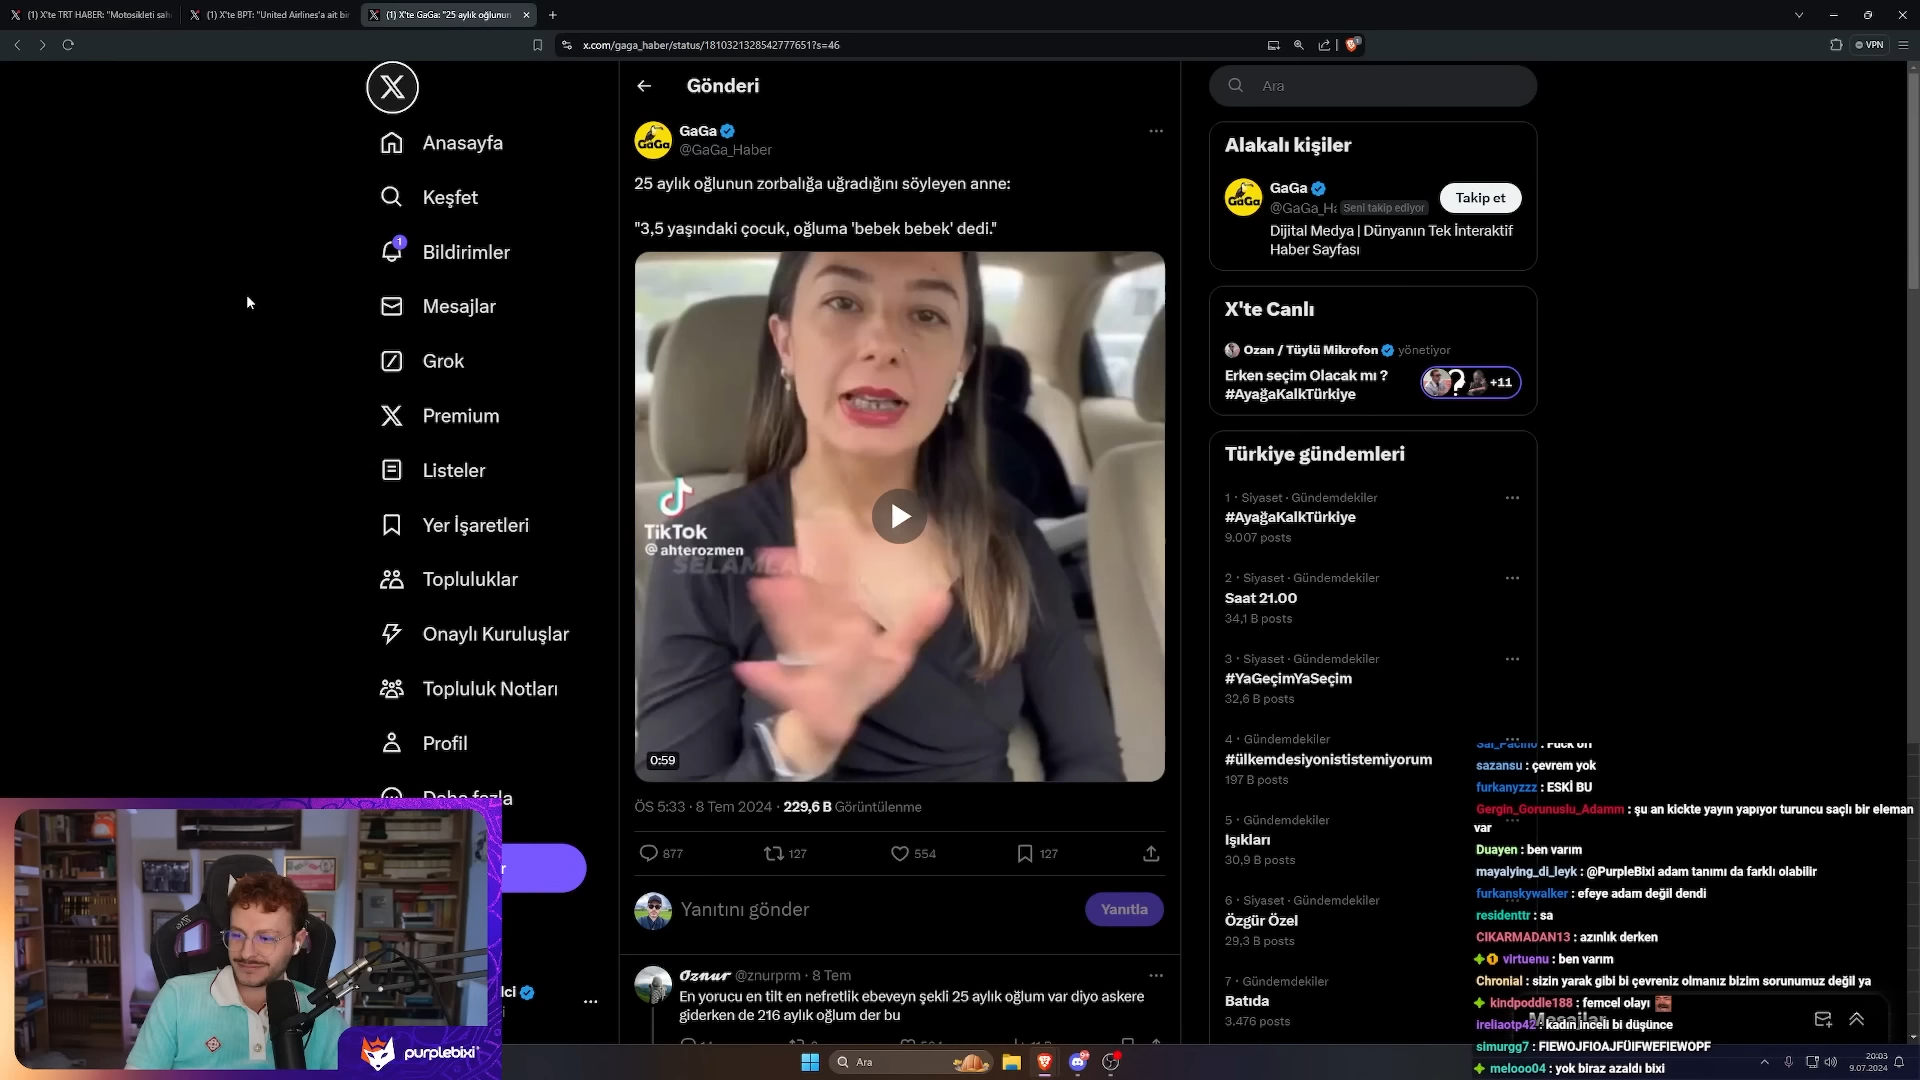 (1) X'te TRT HABER: "Motosikleti sah
(1) X'te BPT: "United Airlines'a ait bir
(1) X'te GaGa: "25 aylık oğlunun
x.com/gaga_haber/status/1810321328542777651?s=46
VPN
Anasayfa
Keşfet
1
Bildirimler
Mesajlar
Grok
Premium
Listeler
Yer İşaretleri
Topluluklar
Onaylı Kuruluşlar
Topluluk Notları
Profil
Daha fazla
Gönderi
GaGa
@GaGa_Haber
25 aylık oğlunun zorbalığa uğradığını söyleyen anne:
"3,5 yaşındaki çocuk, oğluma 'bebek bebek' dedi."
TikTok
@ahterozmen
SELAMLAR
0:59
ÖS 5:33 · 8 Tem 2024 · 229,6 B Görüntülenme
877
127
554
127
Yanıtını gönder
Yanıtla
Öznur @znurprm · 8 Tem
En yorucu en tilt en nefretlik ebeveyn şekli 25 aylık oğlum var diyo askere
giderken de 216 aylık oğlum der bu
Ara
Alakalı kişiler
GaGa
@GaGa_Ha Seni takip ediyor
Takip et
Dijital Medya | Dünyanın Tek İnteraktif
Haber Sayfası
X'te Canlı
Ozan / Tüylü Mikrofon yönetiyor
Erken seçim Olacak mı ?
#AyağaKalkTürkiye
+11
Türkiye gündemleri
1 · Siyaset · Gündemdekiler
#AyağaKalkTürkiye
9.007 posts
2 · Siyaset · Gündemdekiler
Saat 21.00
34,1 B posts
3 · Siyaset · Gündemdekiler
#YaGeçimYaSeçim
32,6 B posts
4 · Gündemdekiler
#ülkemdesiyonististemiyorum
197 B posts
5 · Gündemdekiler
Işıkları
30,9 B posts
6 · Siyaset · Gündemdekiler
Özgür Özel
29,3 B posts
7 · Gündemdekiler
Batıda
3.476 posts
Mesajlar
sazansu : çevrem yok
furkanyzzz : ESKİ BU
Gergin_Gorunuslu_Adamm : şu an kickte yayın yapıyor turuncu saçlı bir eleman
var
Duayen : ben varım
mayalying_di_leyk : @PurpleBixi adam tanımı da farklı olabilir
furkanskywalker : efeye adam değil dendi
residenttr : sa
CIKARMADAN13 : azınlık derken
virtuenu : ben varım
Chronial : sizin yarak gibi bi çevreniz olmanız bizim sorunumuz değil ya
kindpoddle188 : femcel olayı
ireliaotp42 : kadın inceli bi düşünce
simurgg7 : FIEWOJFIOAJFÜIFWEFIEWOPF
melooo04 : yok biraz azaldı bixi
lci
purplebixi
Ara
20:03
9.07.2024